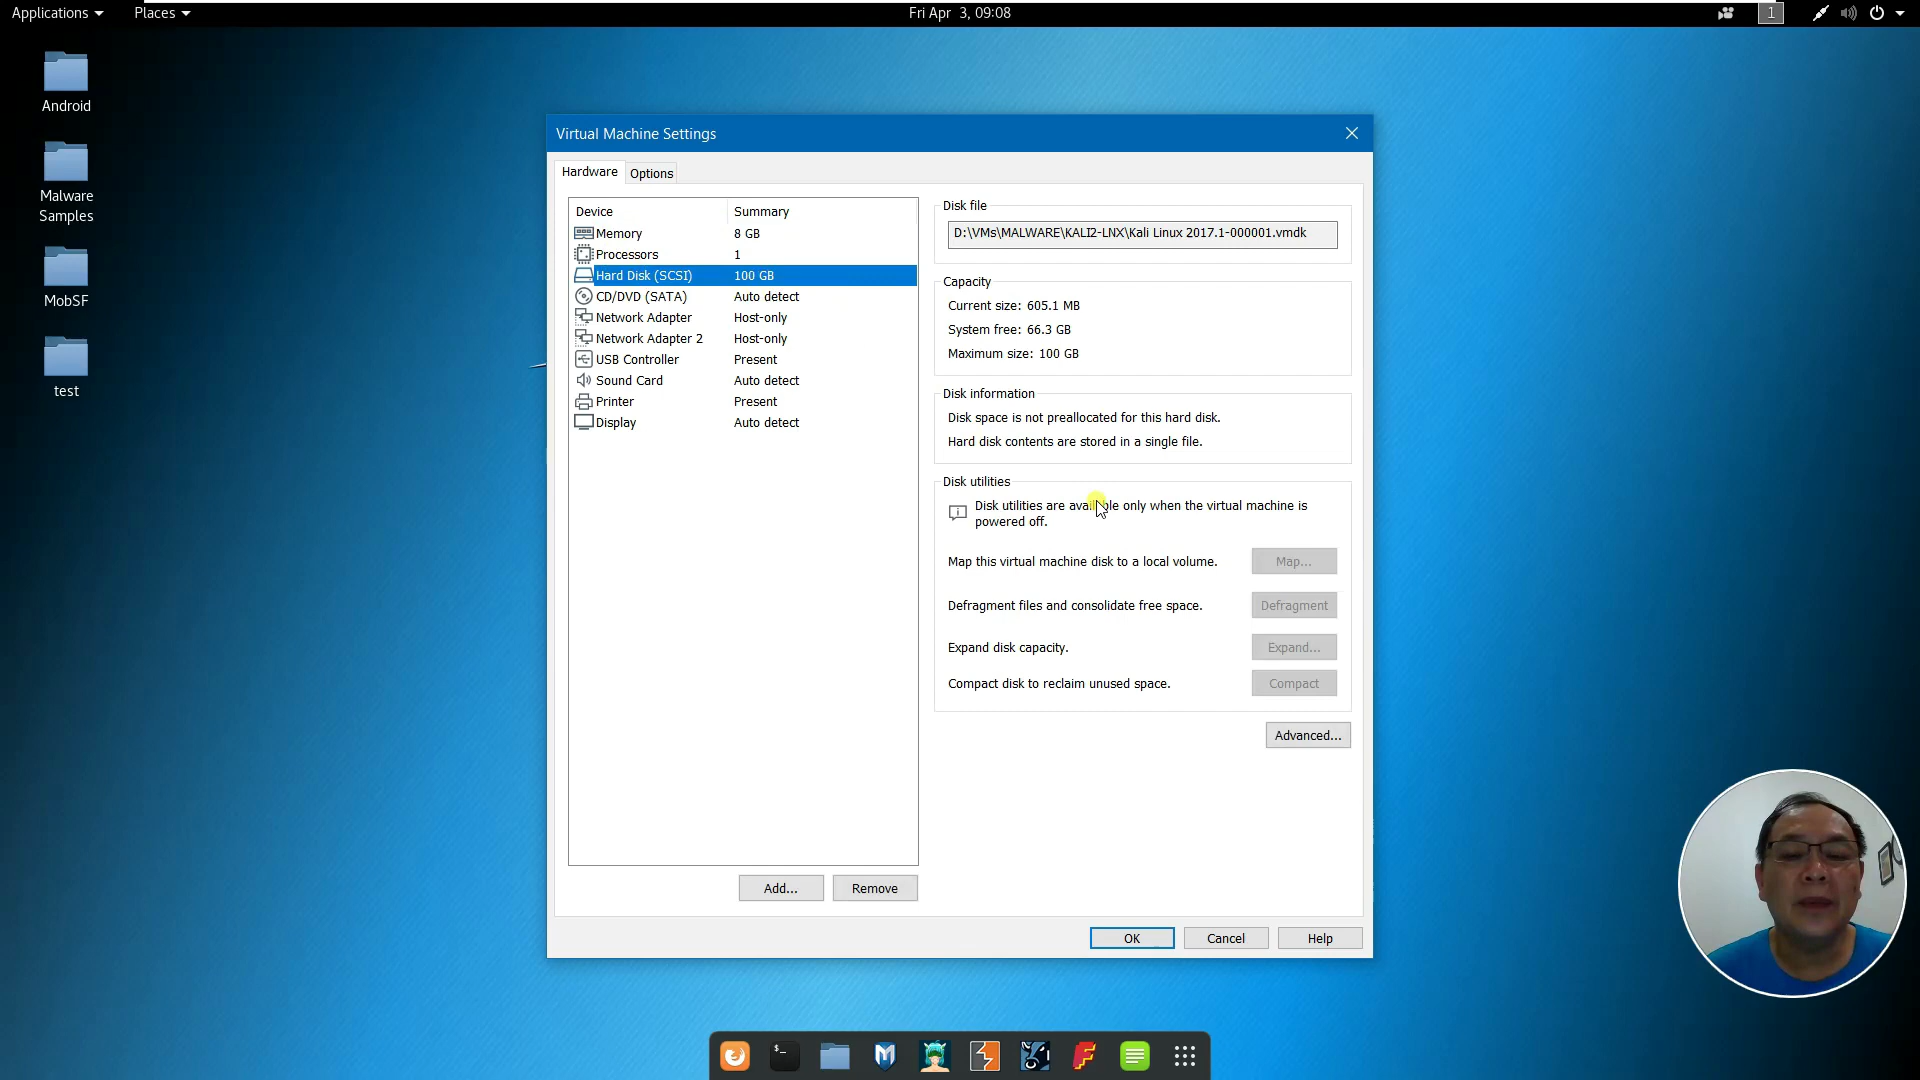 Applications
Places
Fri Apr 3, 09:08
1
Android
Malware
Samples
MobSF
test
Virtual Machine Settings
Hardware
Options
Device Summary
Memory 8 GB
Processors 1
Hard Disk (SCSI) 100 GB
CD/DVD (SATA) Auto detect
Network Adapter Host-only
Network Adapter 2 Host-only
USB Controller Present
Sound Card Auto detect
Printer Present
Display Auto detect
Add...
Remove
Disk file
D:\VMs\MALWARE\KALI2-LNX\Kali Linux 2017.1-000001.vmdk
Capacity
Current size: 605.1 MB
System free: 66.3 GB
Maximum size: 100 GB
Disk information
Disk space is not preallocated for this hard disk.
Hard disk contents are stored in a single file.
Disk utilities
Disk utilities are available only when the virtual machine is
powered off.
Map this virtual machine disk to a local volume. Map...
Defragment files and consolidate free space. Defragment
Expand disk capacity. Expand...
Compact disk to reclaim unused space. Compact
Advanced...
OK
Cancel
Help